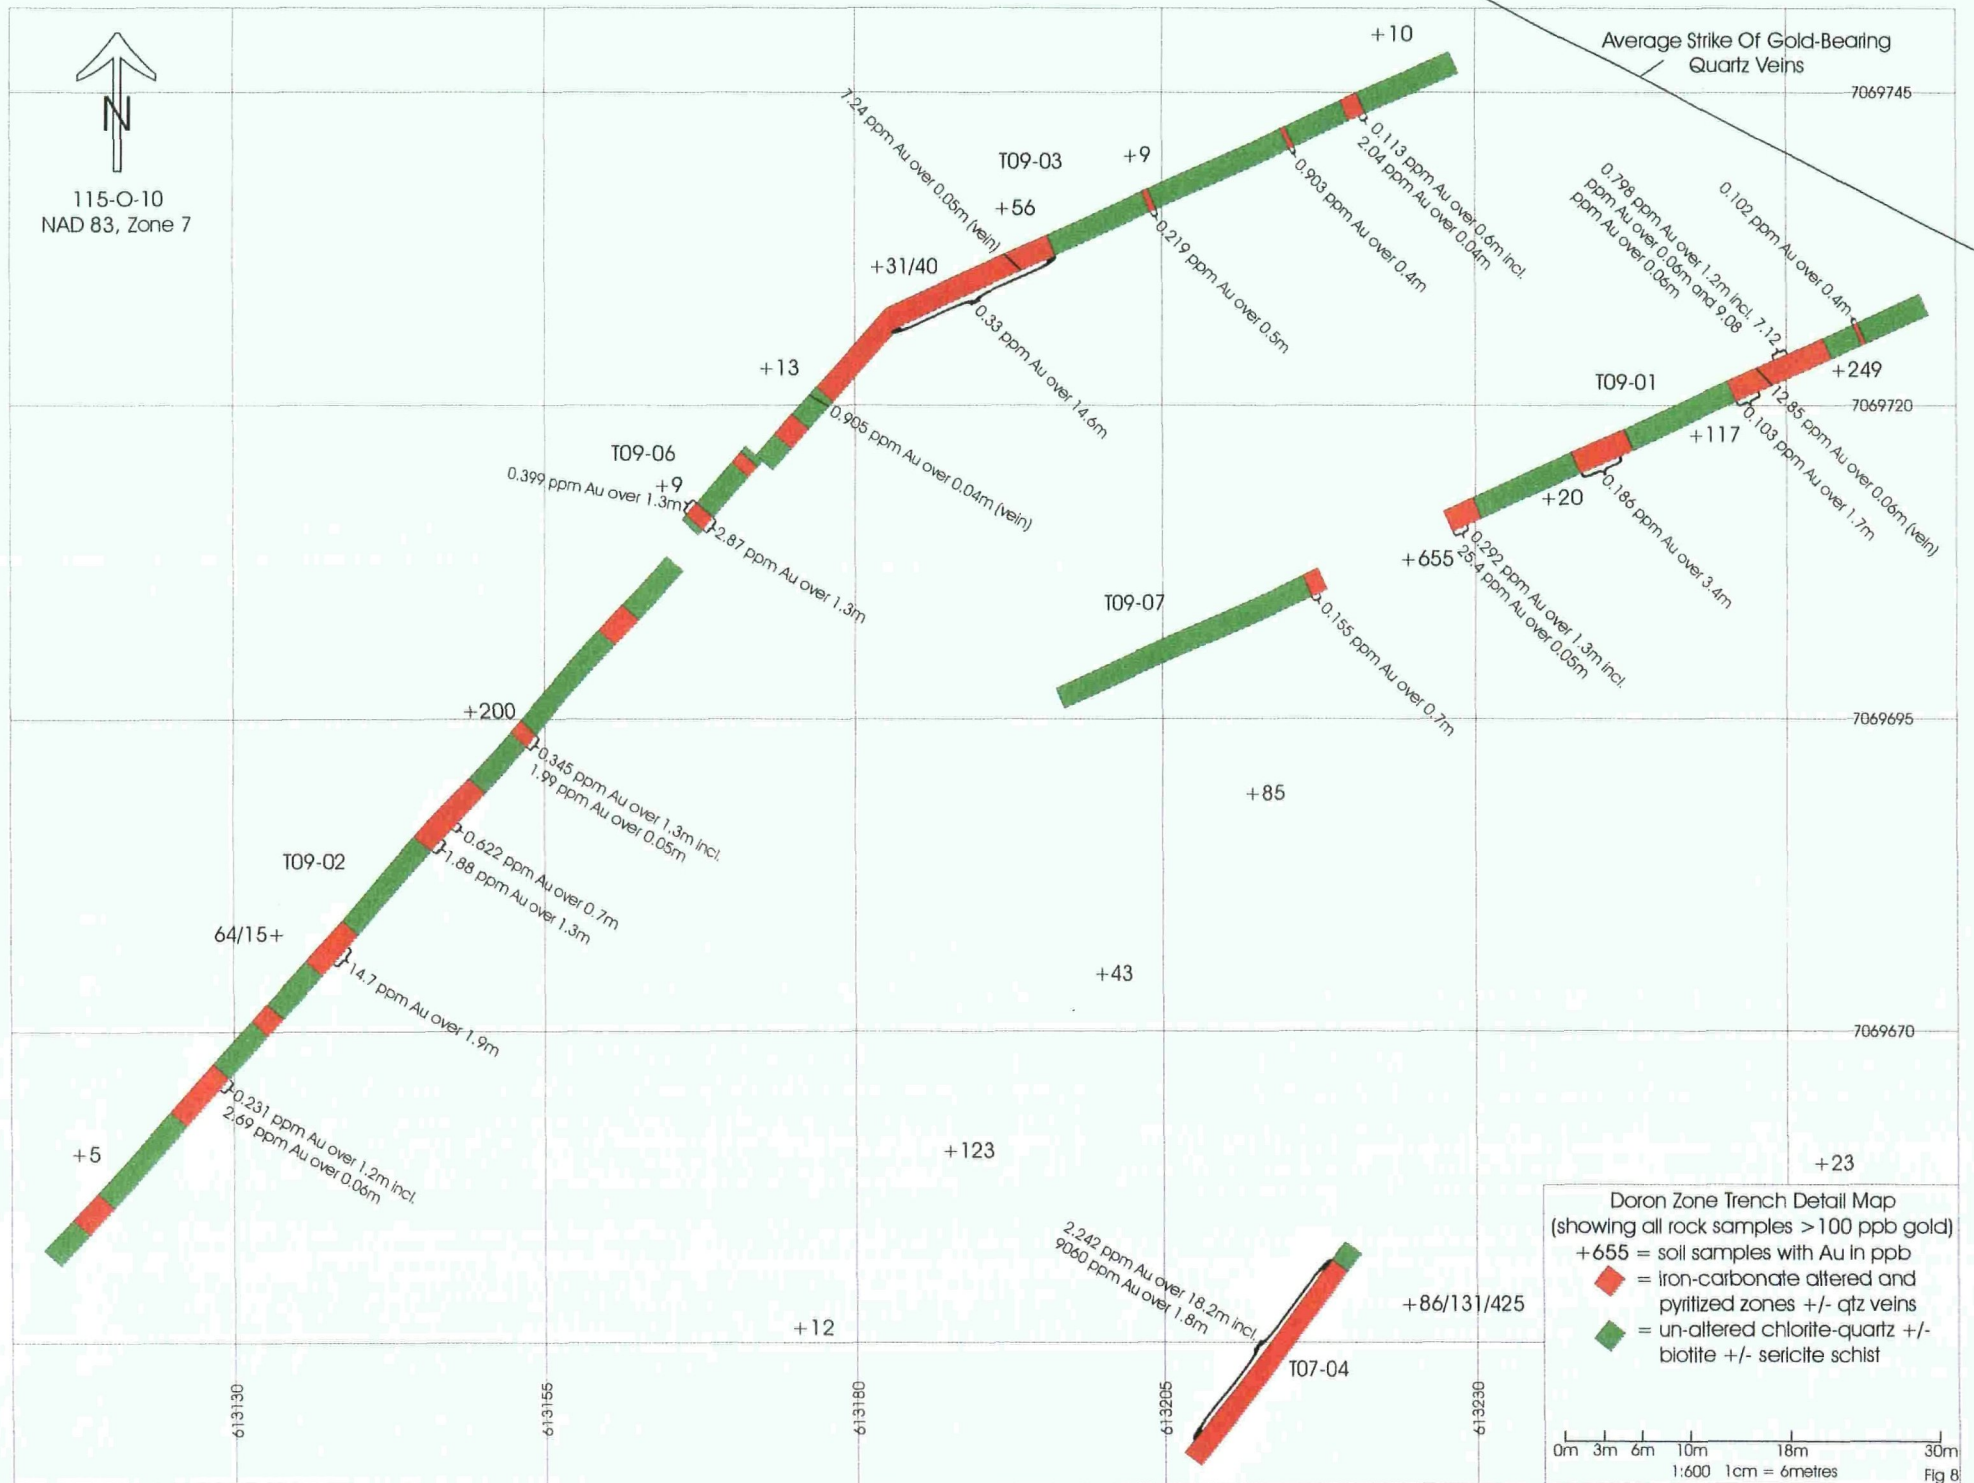 +10
Average Strike Of Gold-Bearing
Quartz Veins
7069745
N
115-O-10
NAD 83, Zone 7
7.24 ppm Au over 0.05m (vein)
T09-03
+9
+56
+31/40
0.113 ppm Au over 0.6m incl.
2.04 ppm Au over 0.04m
0.903 ppm Au over 0.4m
0.219 ppm Au over 0.5m
0.33 ppm Au over 14.6m
0.798 ppm Au over 1.2m incl. 7.12
ppm Au over 0.06m and 9.08
ppm Au over 0.06m
0.102 ppm Au over 0.4m
+249
T09-01
7069720
+117
12.85 ppm Au over 0.06m (vein)
0.103 ppm Au over 1.7m
+20
0.186 ppm Au over 3.4m
+655
0.292 ppm Au over 1.3m incl.
25.4 ppm Au over 0.05m
+13
0.905 ppm Au over 0.04m (vein)
T09-06
+9
0.399 ppm Au over 1.3m
2.87 ppm Au over 1.3m
T09-07
0.155 ppm Au over 0.7m
7069695
+200
0.345 ppm Au over 1.3m incl.
1.99 ppm Au over 0.05m
+85
T09-02
0.622 ppm Au over 0.7m
1.88 ppm Au over 1.3m
64/15+
14.7 ppm Au over 1.9m
+43
7069670
0.231 ppm Au over 1.2m incl.
2.69 ppm Au over 0.06m
+5
+123
+23
2.242 ppm Au over 18.2m incl.
9060 ppm Au over 1.8m
+86/131/425
+12
T07-04
613130
613155
613180
613205
613230
Doron Zone Trench Detail Map
(showing all rock samples >100 ppb gold)
+655 = soil samples with Au in ppb
= iron-carbonate altered and
pyritized zones +/- qtz veins
= un-altered chlorite-quartz +/-
biotite +/- sericite schist
0m 3m 6m 10m 18m 30m
1:600 1cm = 6metres
Fig 8